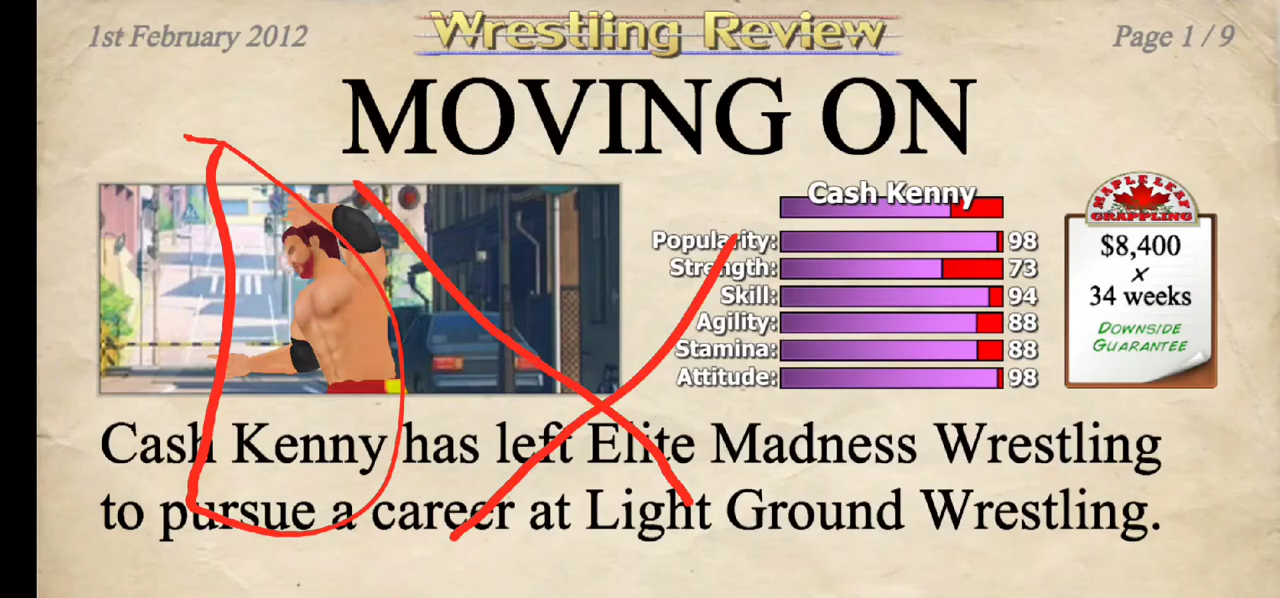 1st February 2012
Wrestling Review
Page 1 / 9
MOVING ON
Cash Kenny
Popularity: 98
Strength: 73
Skill: 94
Agility: 88
Stamina: 88
Attitude: 98
MAPLE LEAF
GRAPPLING
$8,400
x
34 weeks
DOWNSIDE
GUARANTEE
Cash Kenny has left Elite Madness Wrestling
to pursue a career at Light Ground Wrestling.